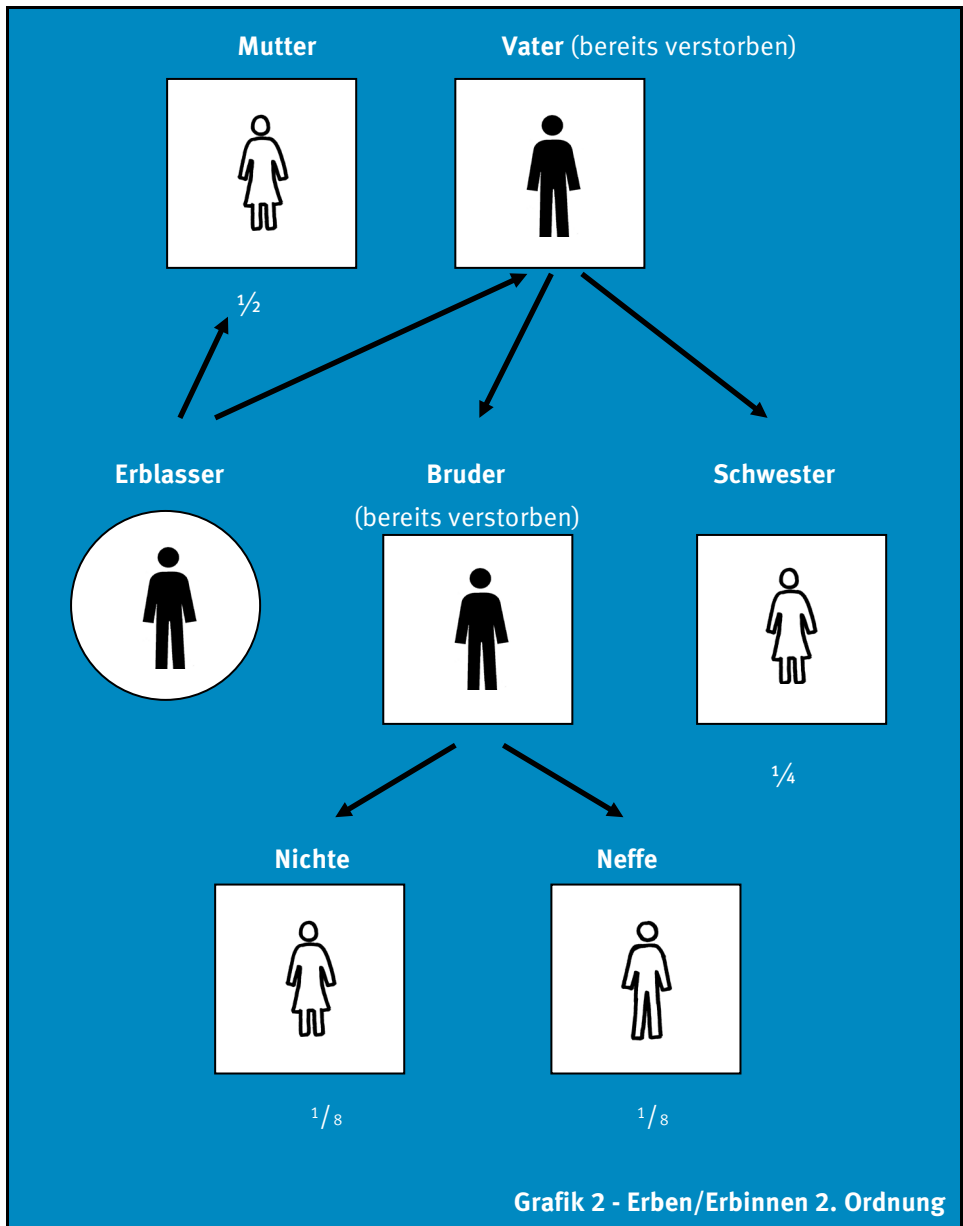 Mutter
Vater (bereits verstorben)
½
Erblasser
Bruder
(bereits verstorben)
Schwester
¼
Nichte
Neffe
1/8
1/8
Grafik 2 - Erben/Erbinnen 2. Ordnung